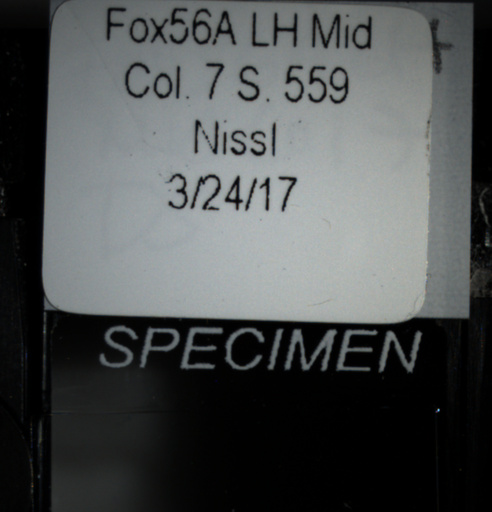 Fox56A LH Mid
Col. 7 S. 559
Nissl
3/24/17
SPECIMEN